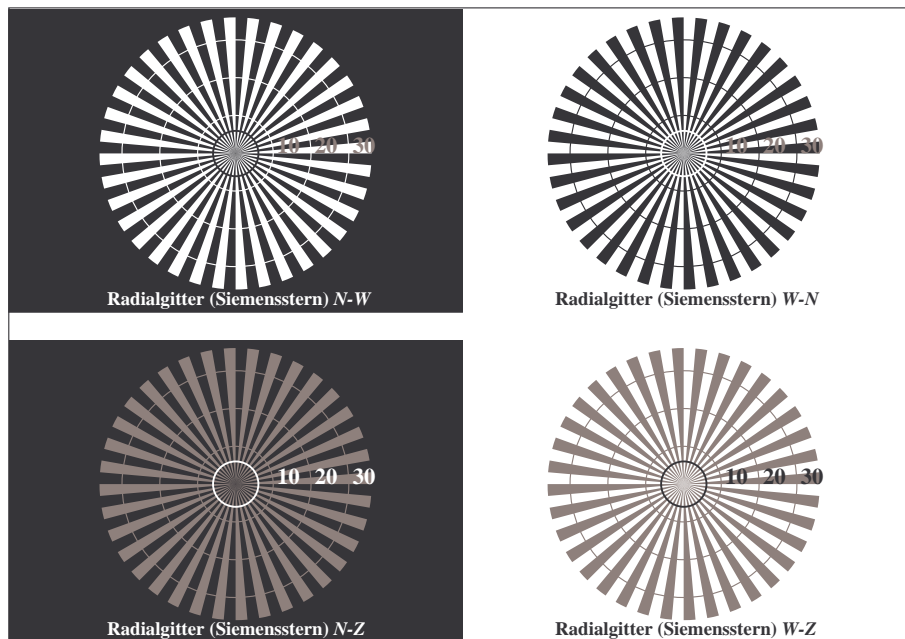 10 20 30
Radialgitter (Siemensstern) N-W
10 20 30
Radialgitter (Siemensstern) W-N
10 20 30
Radialgitter (Siemensstern) N-Z
10 20 30
Radialgitter (Siemensstern) W-Z